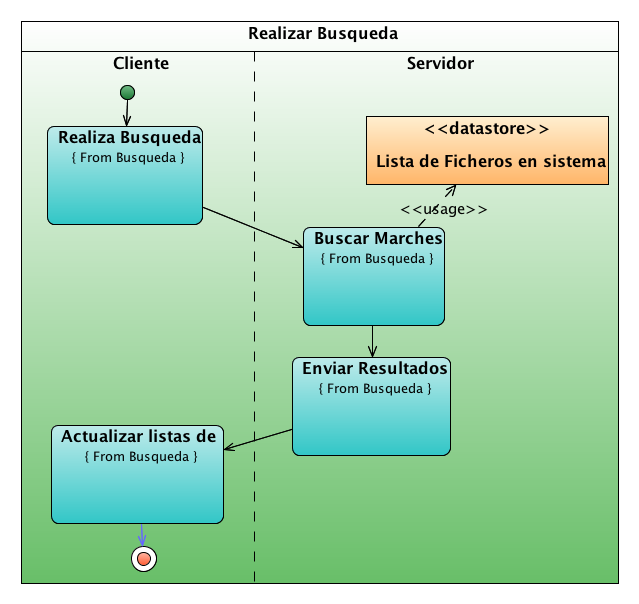 Realizar Busqueda
Cliente
Servidor
Realiza Busqueda
{ From Busqueda }
<<datastore>>
Lista de Ficheros en sistema
<<usage>>
Buscar Marches
{ From Busqueda }
Enviar Resultados
{ From Busqueda }
Actualizar listas de
{ From Busqueda }